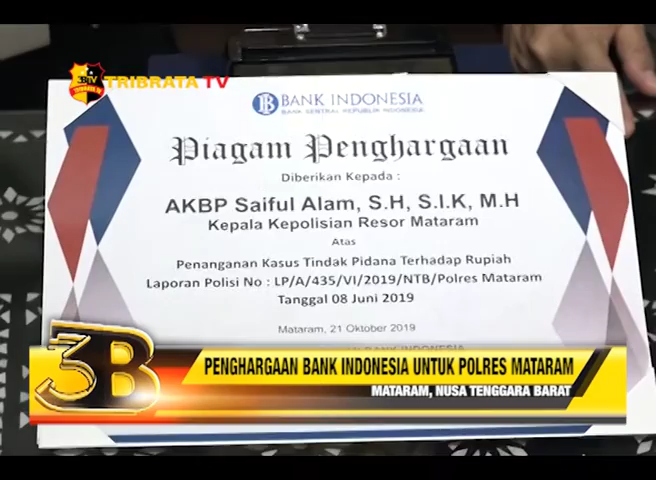 TRIBRATA TV
BANK INDONESIA
BANK SENTRAL REPUBLIK INDONESIA
Piagam Penghargaan
Diberikan Kepada :
AKBP Saiful Alam, S.H, S.I.K, M.H
Kepala Kepolisian Resor Mataram
Atas
Penanganan Kasus Tindak Pidana Terhadap Rupiah
Laporan Polisi No : LP/A/435/VI/2019/NTB/Polres Mataram
Tanggal 08 Juni 2019
Mataram, 21 Oktober 2019
3B
PENGHARGAAN BANK INDONESIA UNTUK POLRES MATARAM
MATARAM, NUSA TENGGARA BARAT